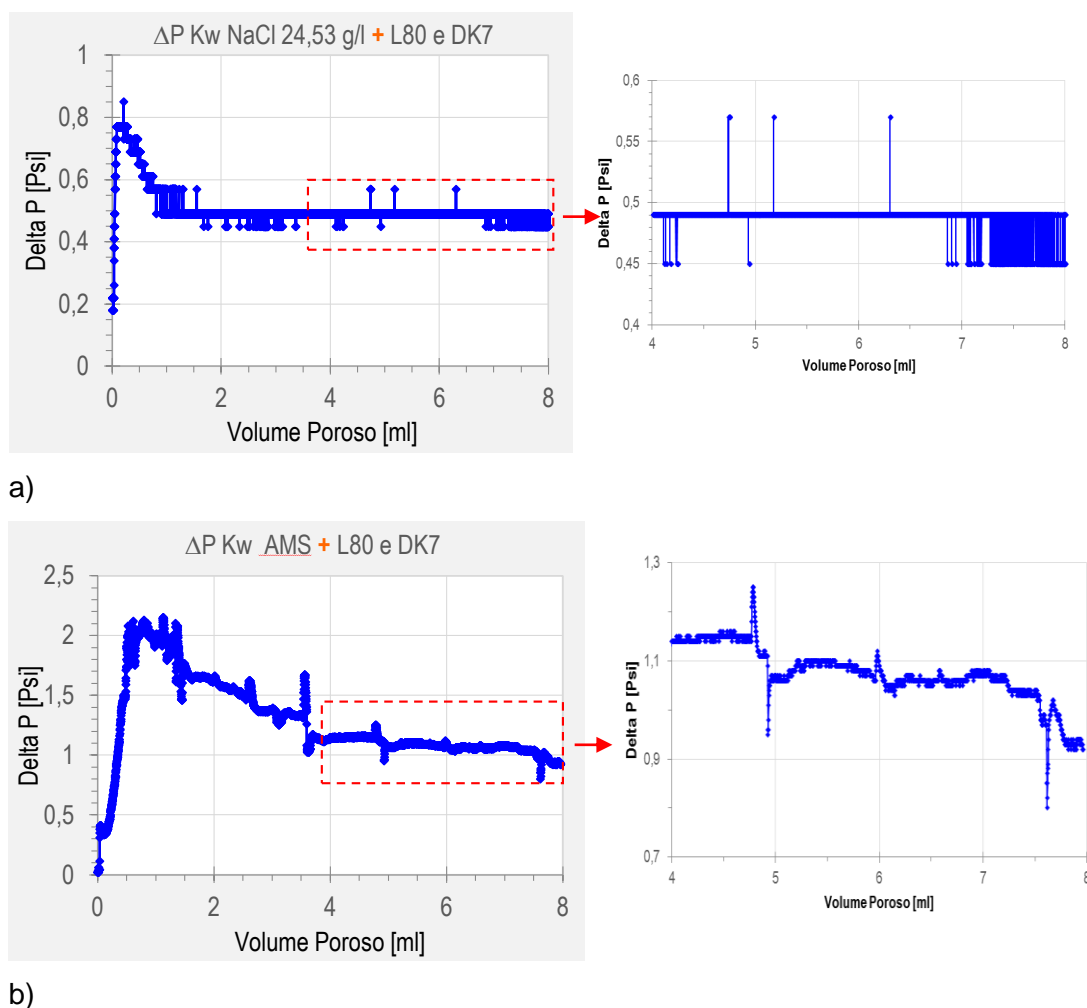 ΔP Kw NaCl 24,53 g/l + L80 e DK7
Delta P [Psi]
1
0,8
0,6
0,4
0,2
0
0 2 4 6 8
Volume Poroso [ml]
Delta P [Psi]
0,6
0,55
0,5
0,45
0,4
4 5 6 7 8
Volume Poroso [ml]
a)
ΔP Kw AMS + L80 e DK7
Delta P [Psi]
2,5
2
1,5
1
0,5
0
0 2 4 6 8
Volume Poroso [ml]
Delta P [Psi]
1,3
1,1
0,9
0,7
4 5 6 7 8
Volume Poroso [ml]
b)